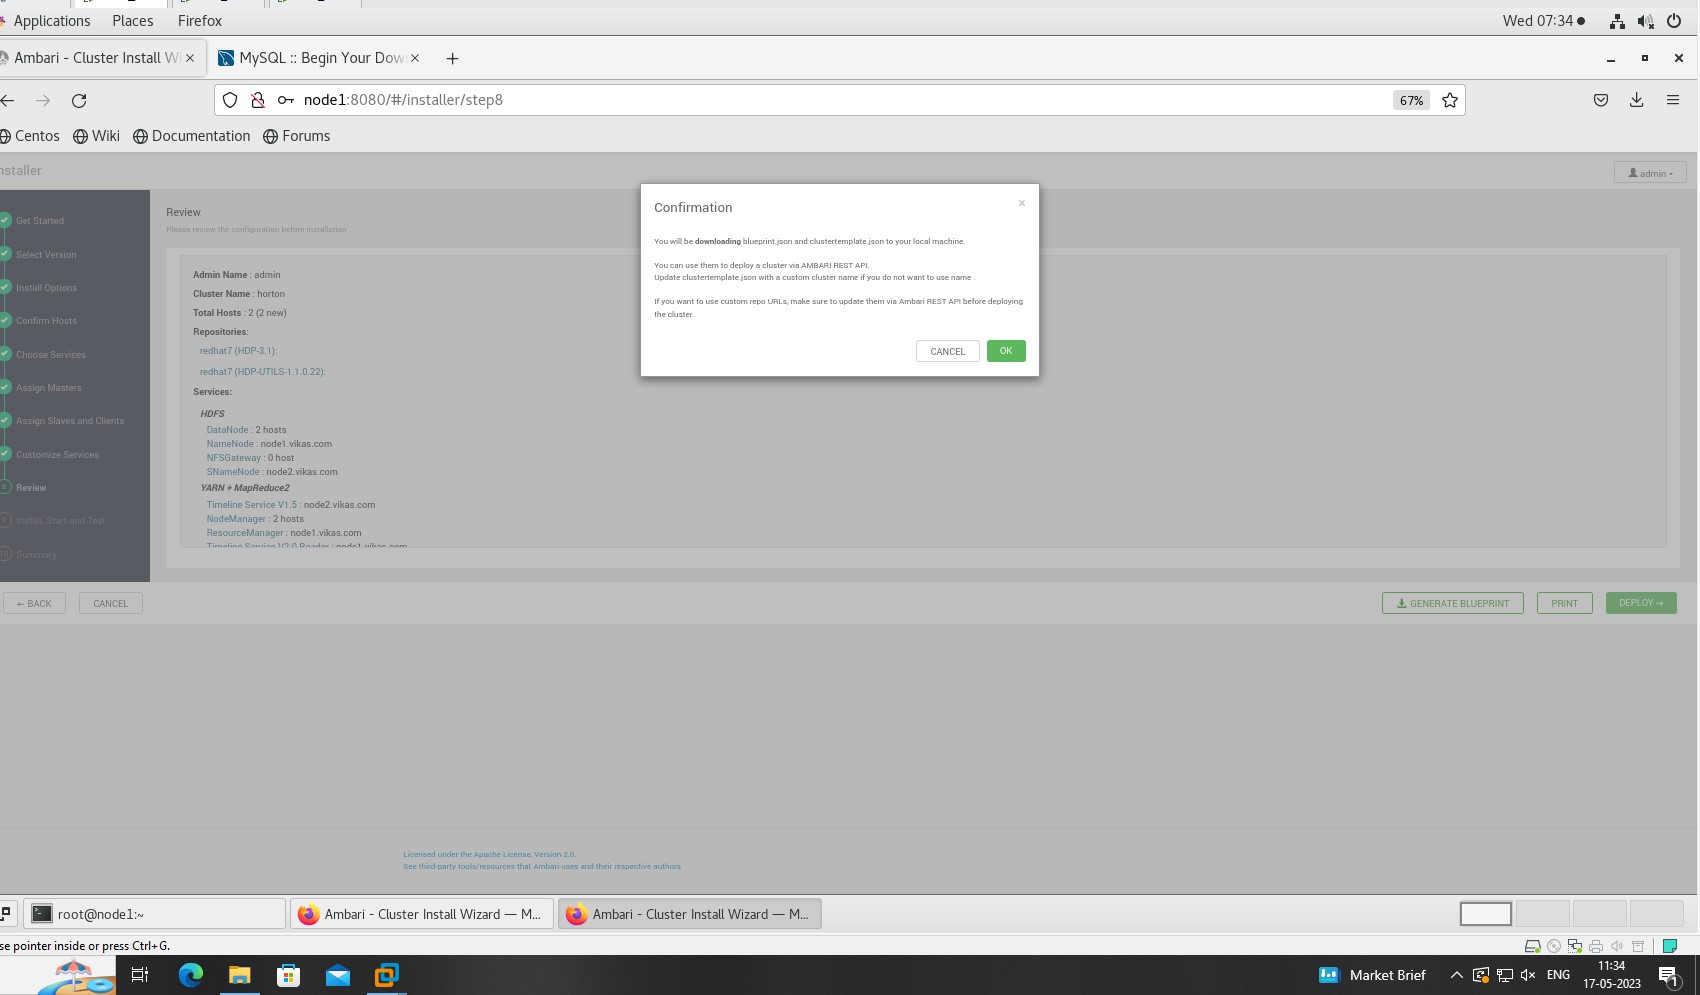 Applications Places Firefox Wed 07:34
Ambari - Cluster Install W MySQL :: Begin Your Dow
node1:8080/#/installer/step8 67%
Centos Wiki Documentation Forums
admin
Get Started
Select Version
Install Options
Confirm Hosts
Choose Services
Assign Masters
Assign Slaves and Clients
Customize Services
Review
Install, Start and Test
Summary
Review
Please review the configuration before installation
Admin Name : admin
Cluster Name : horton
Total Hosts : 2 (2 new)
Repositories:
redhat7 (HDP-3.1):
redhat7 (HDP-UTILS-1.1.0.22):
Services:
HDFS
DataNode : 2 hosts
NameNode : node1.vikas.com
NFSGateway : 0 host
SNameNode : node2.vikas.com
YARN + MapReduce2
Timeline Service V1.5 : node2.vikas.com
NodeManager : 2 hosts
ResourceManager : node1.vikas.com
Timeline Service V2.0 Reader : node1.vikas.com
Confirmation ×
You will be downloading blueprint.json and clustertemplate.json to your local machine.
You can use them to deploy a cluster via AMBARI REST API.
Update clustertemplate.json with a custom cluster name if you do not want to use name .
If you want to use custom repo URLs, make sure to update them via Ambari REST API before deploying
the cluster.
CANCEL OK
← BACK CANCEL GENERATE BLUEPRINT PRINT DEPLOY →
Licensed under the Apache License, Version 2.0.
See third-party tools/resources that Ambari uses and their respective authors
root@node1:~ Ambari - Cluster Install Wizard — M... Ambari - Cluster Install Wizard — M...
se pointer inside or press Ctrl+G.
Market Brief ENG 11:34
17-05-2023 1